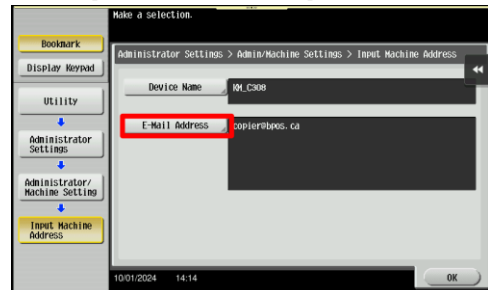 Make a selection.
Bookmark
Display Keypad
Utility
Administrator
Settings
Administrator/
Machine Setting
Input Machine
Address
Administrator Settings > Admin/Machine Settings > Input Machine Address
Device Name
KM_C308
E-Mail Address
copier@bpos.ca
10/01/2024 14:14
OK